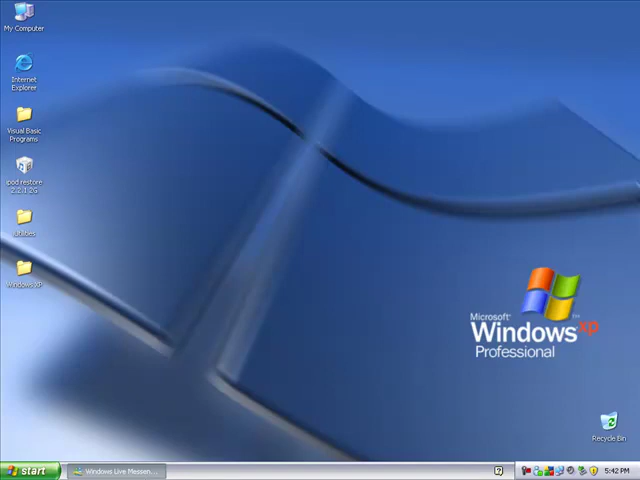 My Computer
Internet
Explorer
Visual Basic
Programs
ipod restore
2.2.1 2G
utilities
Windows XP
Microsoft®
Windows xp
Professional
Recycle Bin
start
Windows Live Messen...
5:42 PM